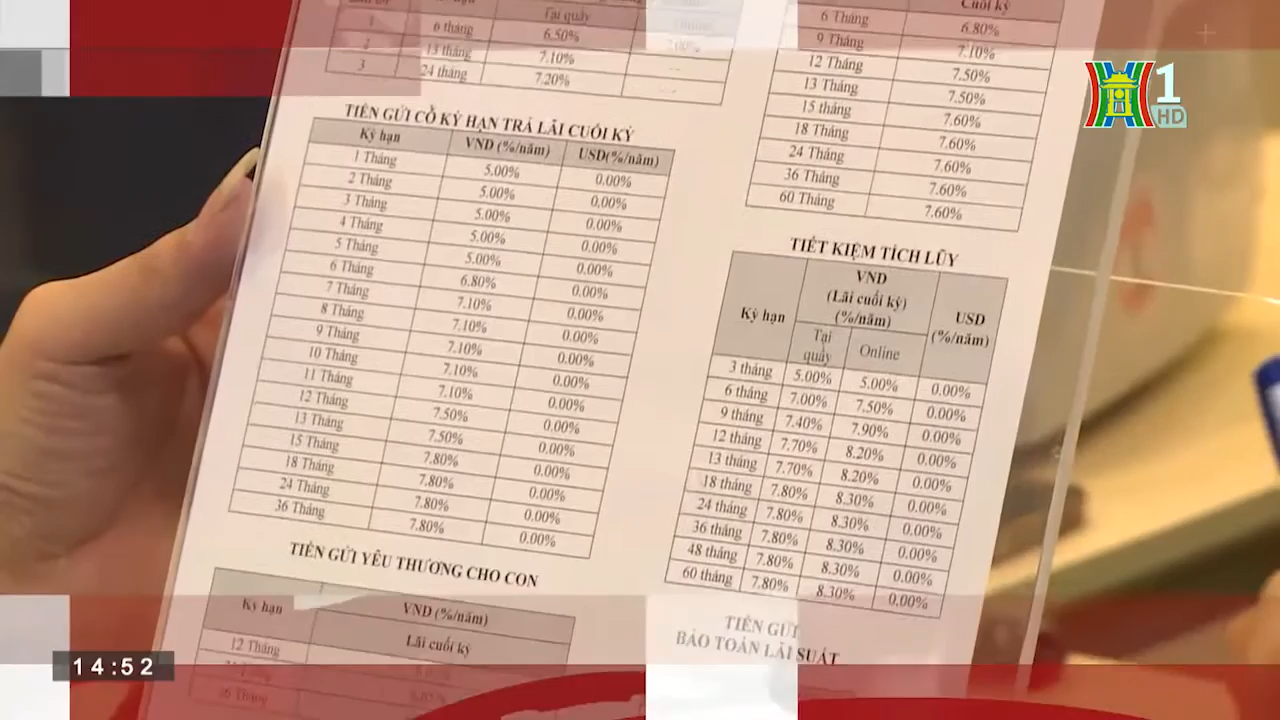 Tại quầy
1 6 tháng 6.50% 7.00%
2 13 tháng 7.10% --
3 24 tháng 7.20% --
TIỀN GỬI CÓ KỲ HẠN TRẢ LÃI CUỐI KỲ
Kỳ hạn VND (%/năm) USD(%/năm)
1 Tháng 5.00% 0.00%
2 Tháng 5.00% 0.00%
3 Tháng 5.00% 0.00%
4 Tháng 5.00% 0.00%
5 Tháng 5.00% 0.00%
6 Tháng 6.80% 0.00%
7 Tháng 7.10% 0.00%
8 Tháng 7.10% 0.00%
9 Tháng 7.10% 0.00%
10 Tháng 7.10% 0.00%
11 Tháng 7.10% 0.00%
12 Tháng 7.50% 0.00%
13 Tháng 7.50% 0.00%
15 Tháng 7.80% 0.00%
18 Tháng 7.80% 0.00%
24 Tháng 7.80% 0.00%
36 Tháng 7.80% 0.00%
TIỀN GỬI YÊU THƯƠNG CHO CON
Kỳ hạn VND (%/năm)
Lãi cuối kỳ
12 Tháng
Cuối kỳ
6 Tháng 6.80%
9 Tháng 7.10%
12 Tháng 7.50%
13 Tháng 7.50%
15 tháng 7.60%
18 Tháng 7.60%
24 Tháng 7.60%
36 Tháng 7.60%
60 Tháng 7.60%
TIẾT KIỆM TÍCH LŨY
Kỳ hạn
VND
(Lãi cuối kỳ)
(%/năm)
USD
(%/năm)
Tại
quầy
Online
3 tháng 5.00% 5.00% 0.00%
6 tháng 7.00% 7.50% 0.00%
9 tháng 7.40% 7.90% 0.00%
12 tháng 7.70% 8.20% 0.00%
13 tháng 7.70% 8.20% 0.00%
18 tháng 7.80% 8.30% 0.00%
24 tháng 7.80% 8.30% 0.00%
36 tháng 7.80% 8.30% 0.00%
48 tháng 7.80% 8.30% 0.00%
60 tháng 7.80% 8.30% 0.00%
TIỀN GỬI
BẢO TOÀN LÃI SUẤT
H 1
HD
14:52